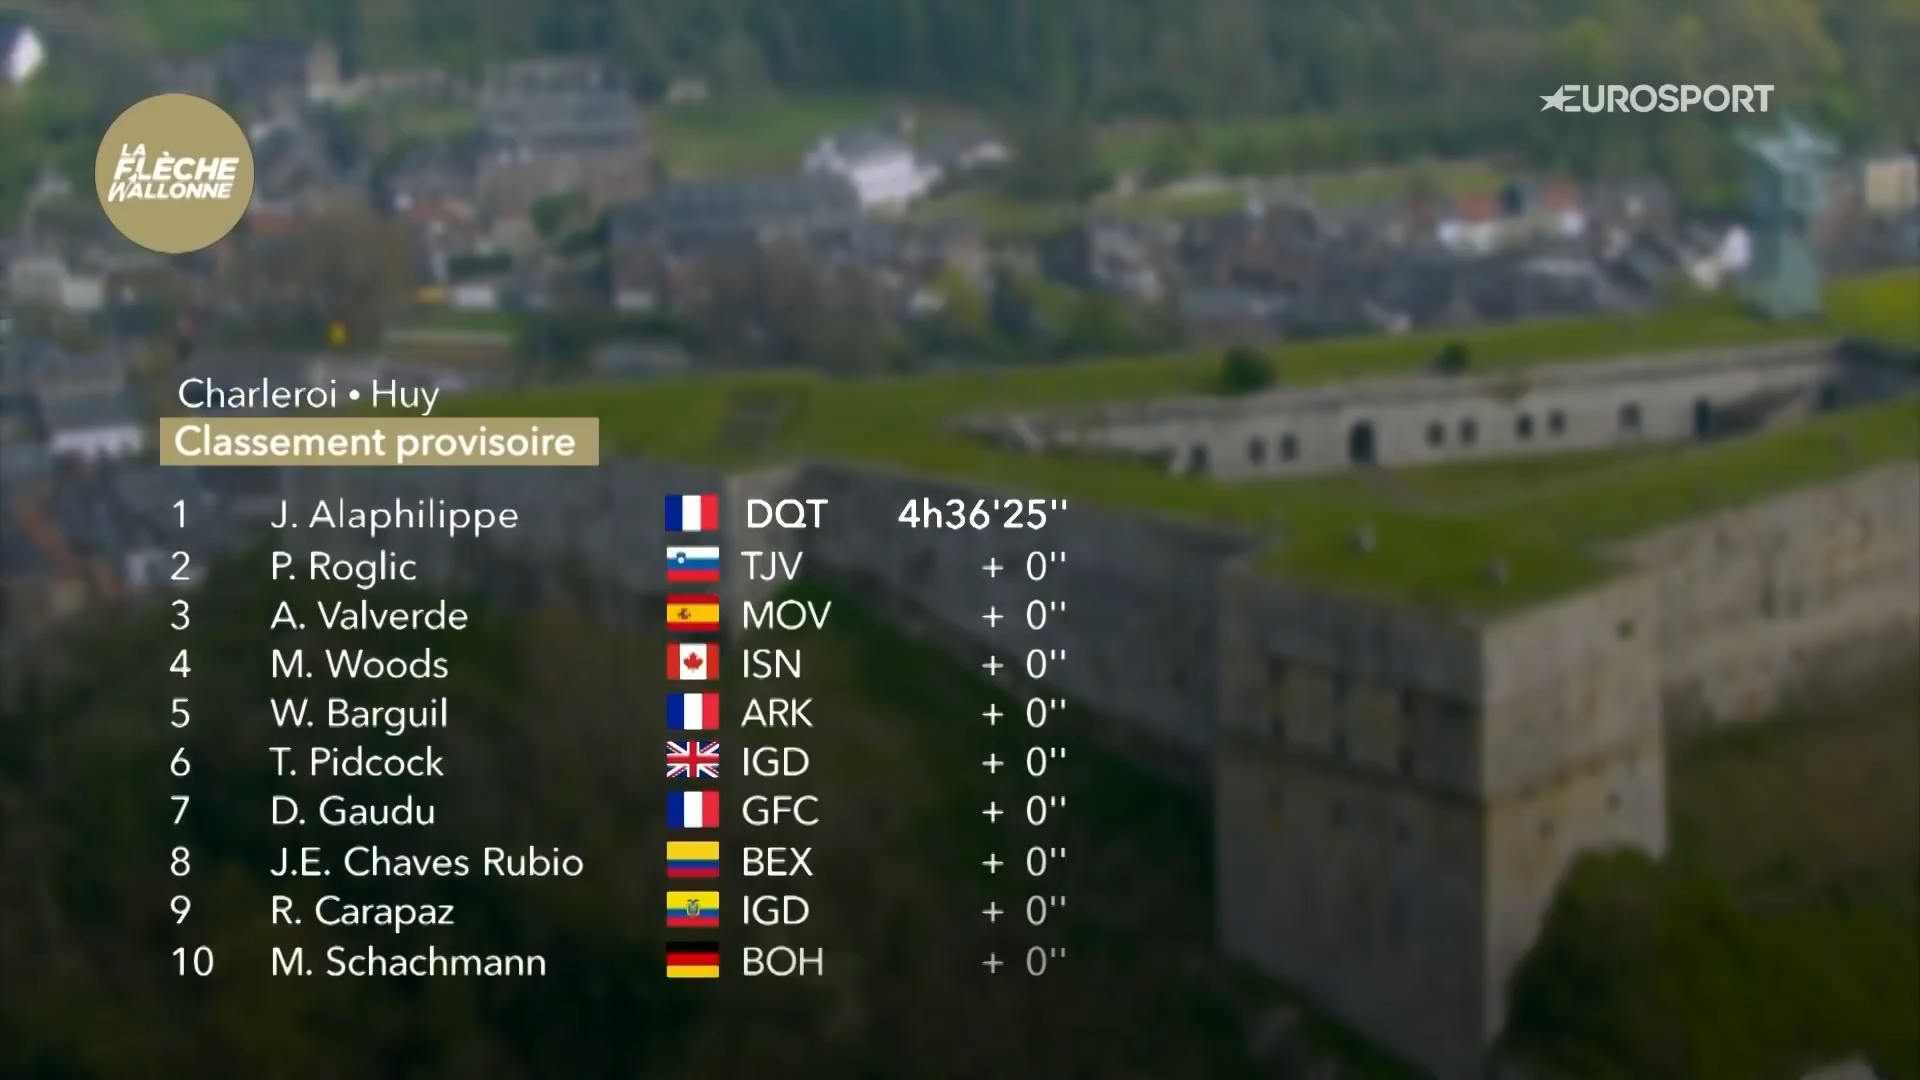 EUROSPORT
LA
FLÈCHE
WALLONNE
Charleroi • Huy
Classement provisoire
1 J. Alaphilippe DQT 4h36'25''
2 P. Roglic TJV + 0''
3 A. Valverde MOV + 0''
4 M. Woods ISN + 0''
5 W. Barguil ARK + 0''
6 T. Pidcock IGD + 0''
7 D. Gaudu GFC + 0''
8 J.E. Chaves Rubio BEX + 0''
9 R. Carapaz IGD + 0''
10 M. Schachmann BOH + 0''